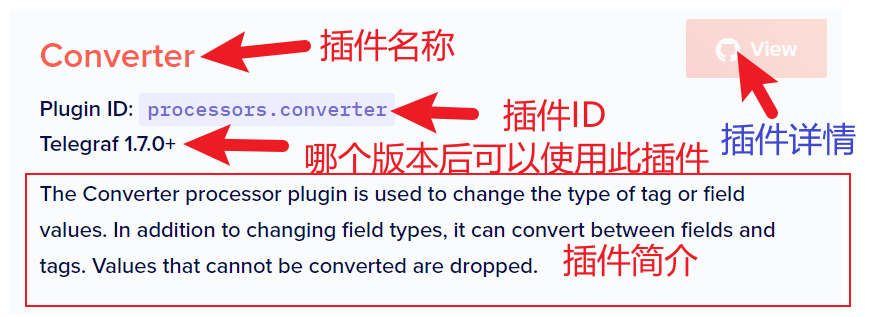 Converter
插件名称
View
Plugin ID: processors.converter
插件ID
插件详情
Telegraf 1.7.0+
哪个版本后可以使用此插件
The Converter processor plugin is used to change the type of tag or field
values. In addition to changing field types, it can convert between fields and
tags. Values that cannot be converted are dropped.
插件简介